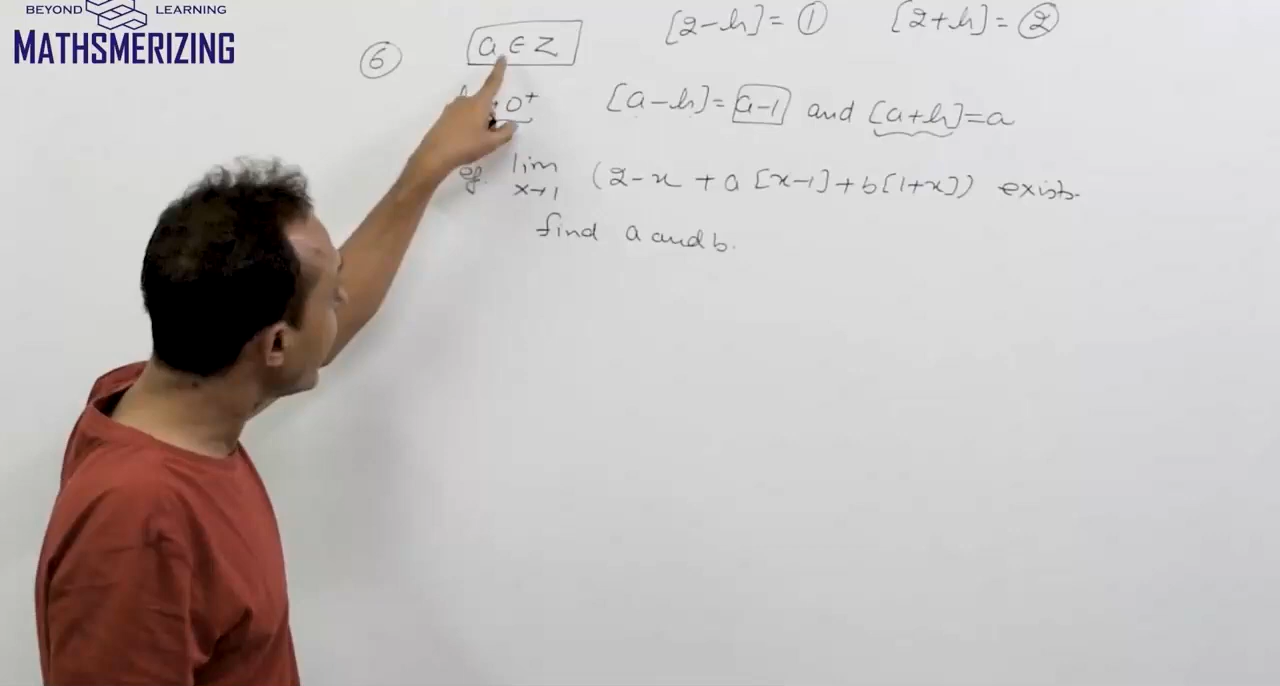 BEYOND LEARNING
MATHSMERIZING
[2-h] = 1 [2+h] = 2
6 a ∈ Z
0⁺ [a-h] = a-1 and [a+h] = a
eg. lim x→1 (2-x + a [x-1] + b[1+x]) exists.
find a and b.